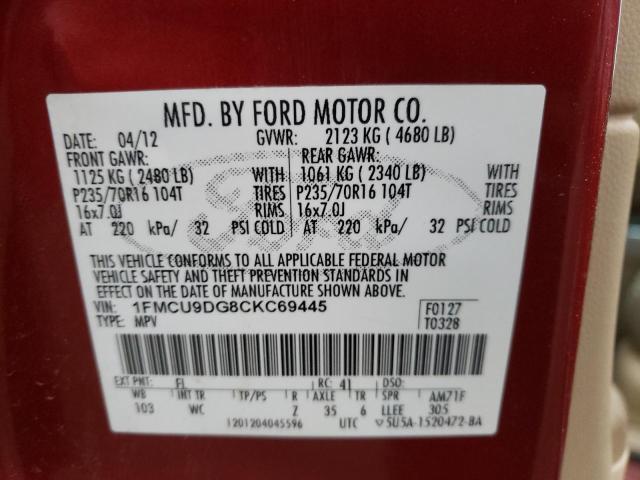 MFD. BY FORD MOTOR CO.
DATE: 04/12 GVWR: 2123 KG ( 4680 LB)
FRONT GAWR: REAR GAWR:
1125 KG ( 2480 LB) WITH 1061 KG ( 2340 LB) WITH
P235/70R16 104T TIRES P235/70R16 104T TIRES
16x7.0J RIMS 16x7.0J RIMS
AT 220 kPa/ 32 PSI COLD AT 220 kPa/ 32 PSI COLD
Ford
THIS VEHICLE CONFORMS TO ALL APPLICABLE FEDERAL MOTOR
VEHICLE SAFETY AND THEFT PREVENTION STANDARDS IN
EFFECT ON THE DATE OF MANUFACTURE SHOWN ABOVE.
VIN: 1FMCU9DG8CKC69445 F0127
TYPE: MPV T0328
EXT PNT: FL RC: 41 DSO:
WB INT TR TP/PS R AXLE TR SPR AM71F
103 WC Z 35 6 LLEE 305
1201204045596 UTC ▽5U5A-1520472-BA